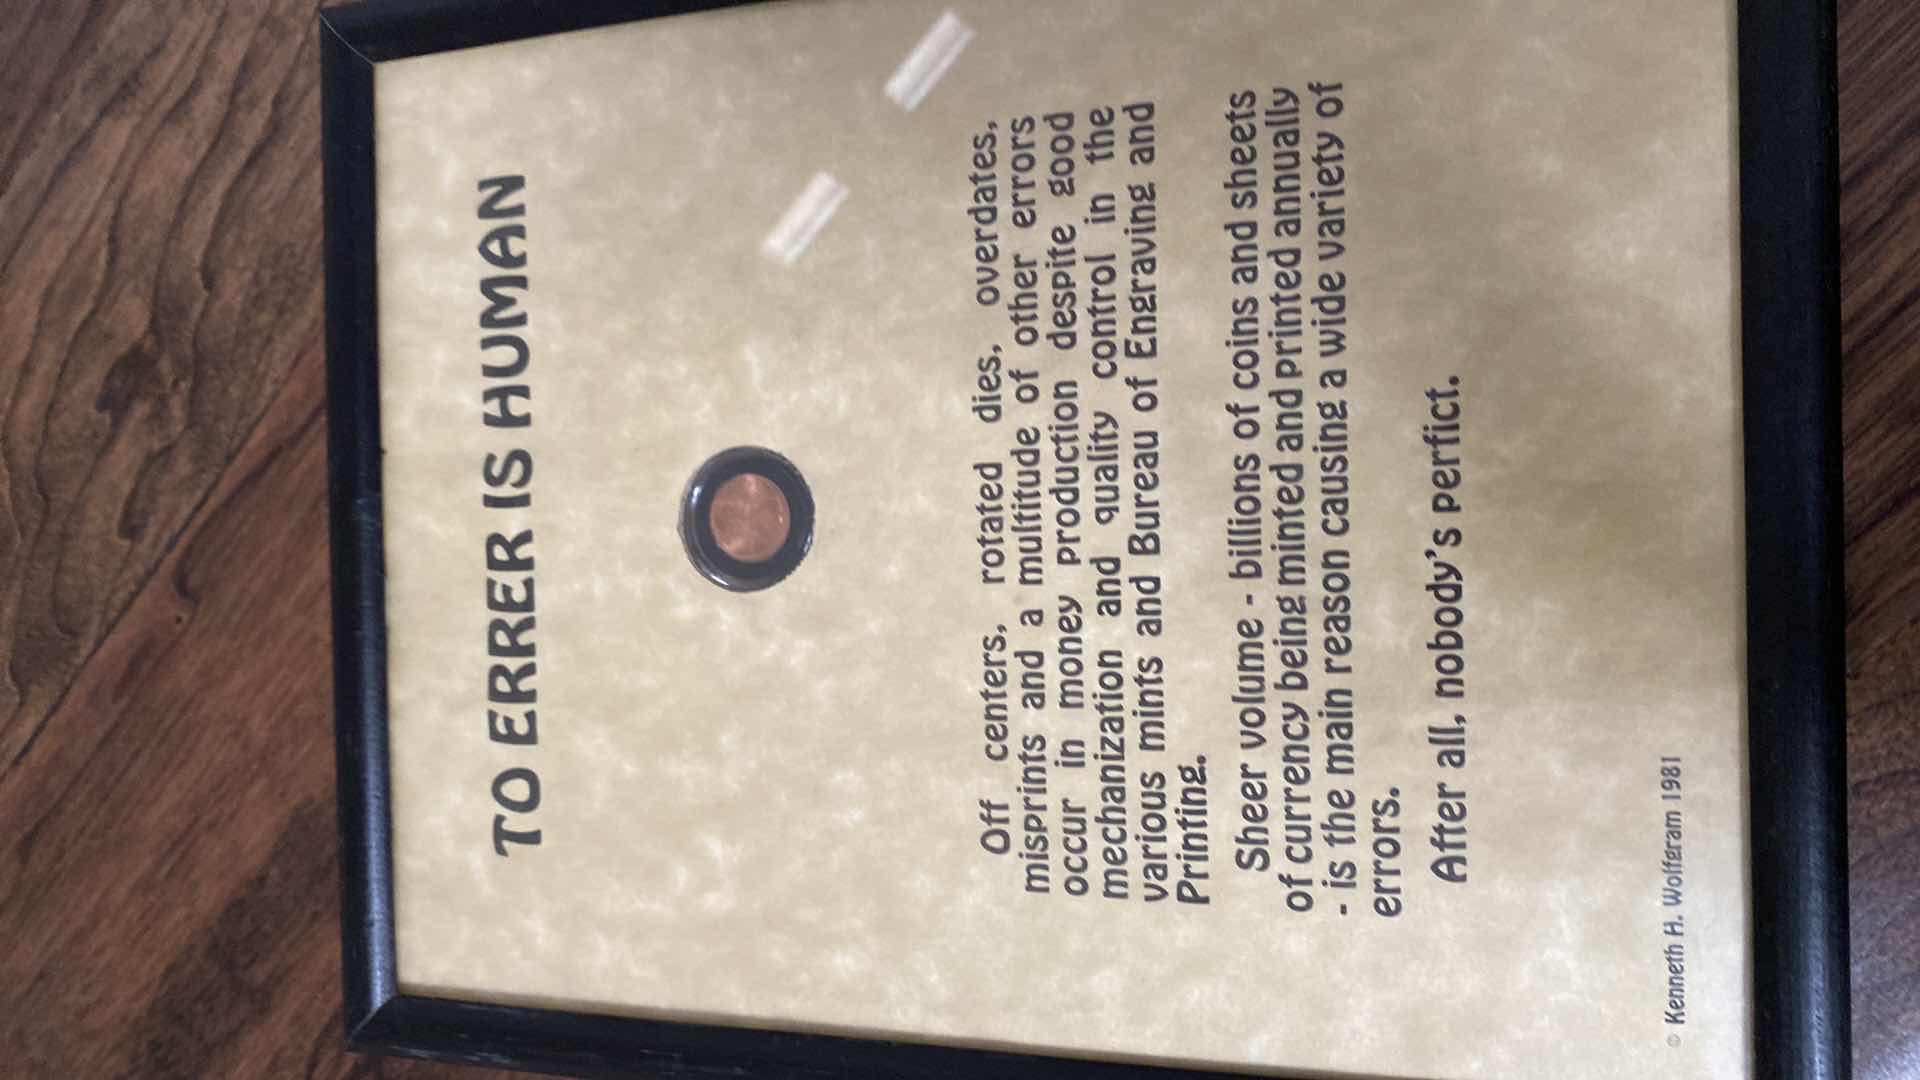 TO ERRER IS HUMAN
Off centers, rotated dies, overdates,
misprints and a multitude of other errors
occur in money production despite good
mechanization and quality control in the
various mints and Bureau of Engraving and
Printing.
Sheer volume - billions of coins and sheets
of currency being minted and printed annually
- is the main reason causing a wide variety of
errors.
After all, nobody's perfict.
© Kenneth H. Wolferam 1981